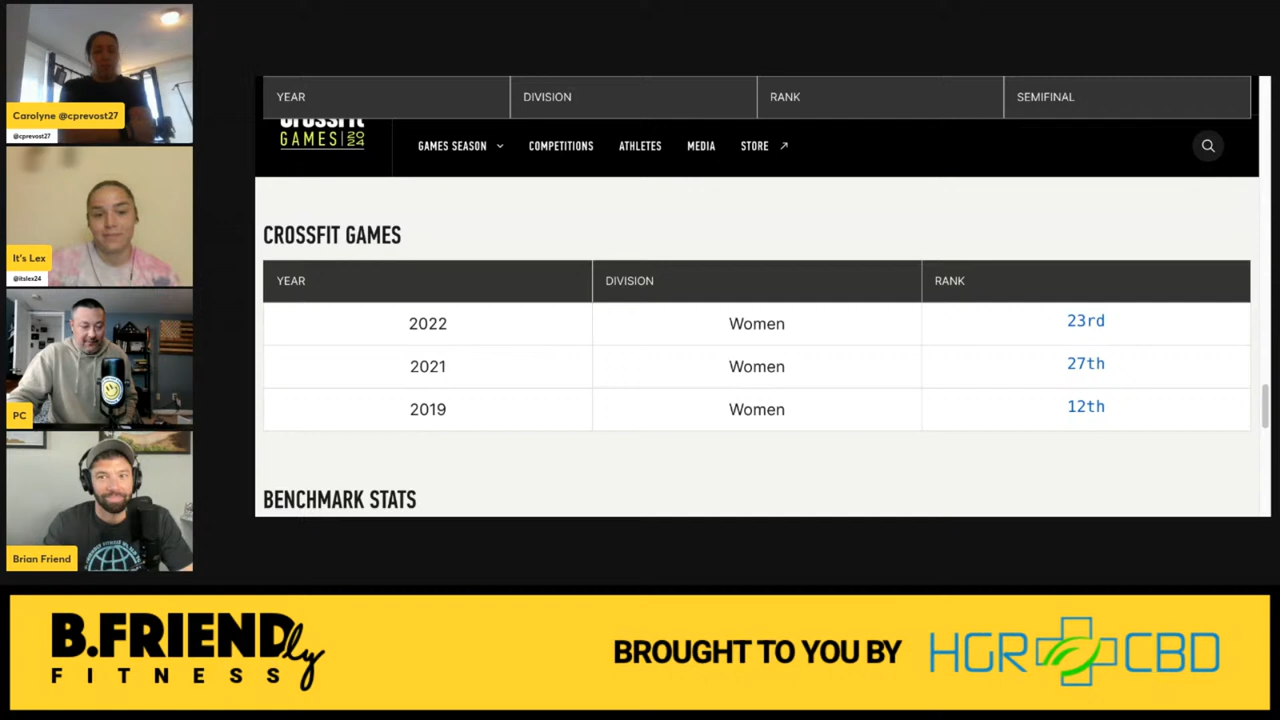 Carolyne @cprevost27
@cprevost27
It's Lex
@itslex24
PC
Brian Friend
YEAR DIVISION RANK SEMIFINAL
CrossFit
GAMES 2024
GAMES SEASON COMPETITIONS ATHLETES MEDIA STORE
CROSSFIT GAMES
YEAR DIVISION RANK
2022 Women 23rd
2021 Women 27th
2019 Women 12th
BENCHMARK STATS
B.FRIENDly
FITNESS
BROUGHT TO YOU BY
HGR CBD